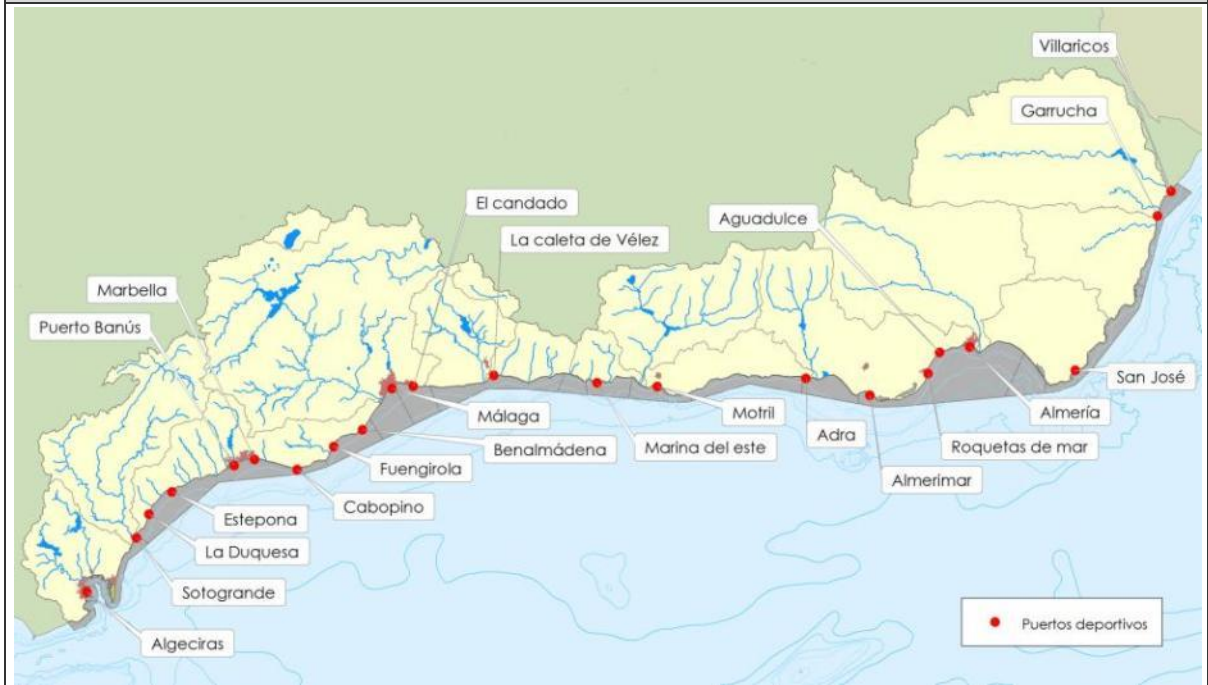 Villaricos
Garrucha
El candado
La caleta de Vélez
Aguadulce
Marbella
Puerto Banús
San José
Málaga
Motril
Almería
Adra
Benalmádena
Marina del este
Roquetas de mar
Fuengirola
Almerimar
Cabopino
Estepona
La Duquesa
Sotogrande
Algeciras
Puertos deportivos